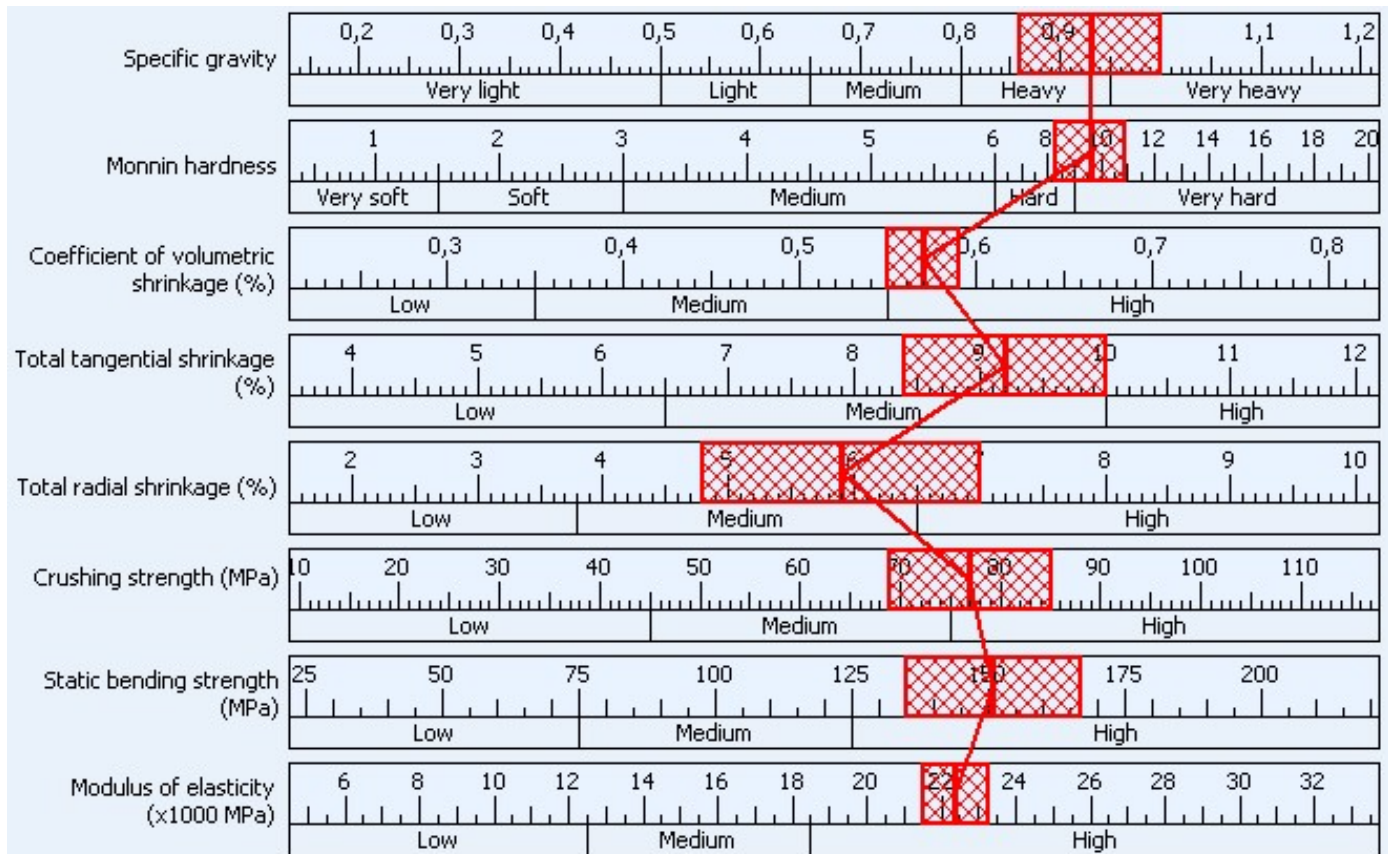 0,2 0,3 0,4 0,5 0,6 0,7 0,8 0,9 1,1 1,2
Specific gravity
Very light Light Medium Heavy Very heavy
1 2 3 4 5 6 8 10 12 14 16 18 20
Monnin hardness
Very soft Soft Medium Hard Very hard
0,3 0,4 0,5 0,6 0,7 0,8
Coefficient of volumetric
shrinkage (%)
Low Medium High
4 5 6 7 8 9 10 11 12
Total tangential shrinkage
(%)
Low Medium High
2 3 4 5 6 7 8 9 10
Total radial shrinkage (%)
Low Medium High
10 20 30 40 50 60 70 80 90 100 110
Crushing strength (MPa)
Low Medium High
25 50 75 100 125 150 175 200
Static bending strength
(MPa)
Low Medium High
6 8 10 12 14 16 18 20 22 24 26 28 30 32
Modulus of elasticity
(x1000 MPa)
Low Medium High